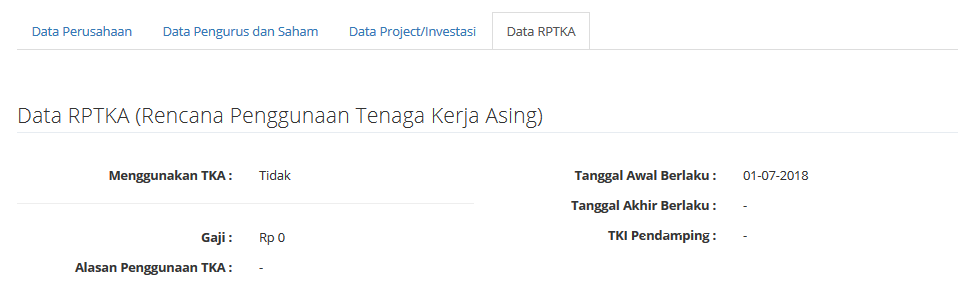 Data Perusahaan Data Pengurus dan Saham Data Project/Investasi Data RPTKA
Data RPTKA (Rencana Penggunaan Tenaga Kerja Asing)
Menggunakan TKA : Tidak
Gaji : Rp 0
Alasan Penggunaan TKA : -
Tanggal Awal Berlaku : 01-07-2018
Tanggal Akhir Berlaku : -
TKI Pendamping : -